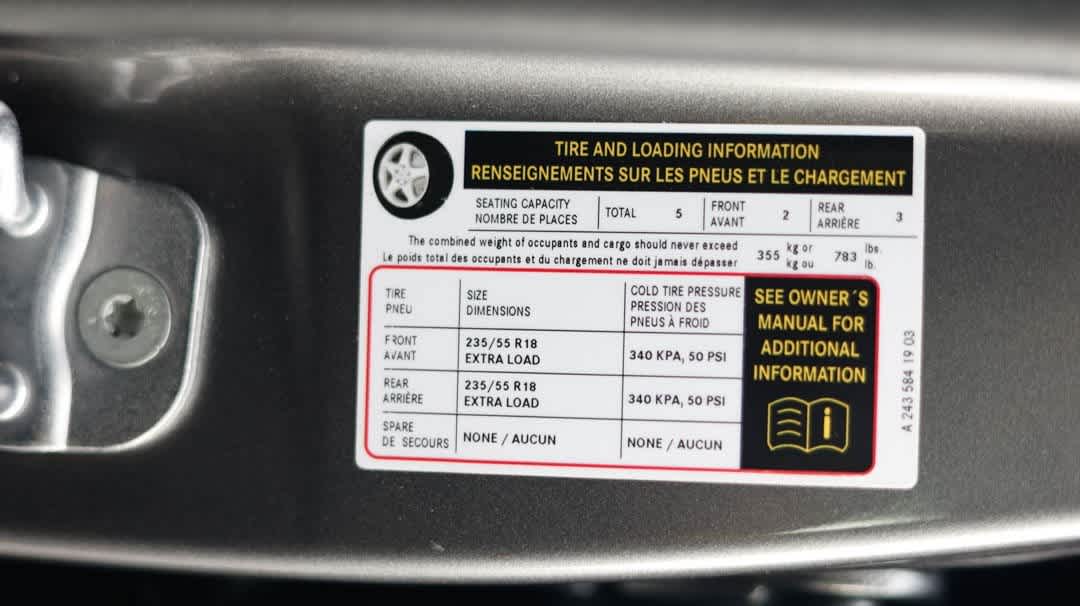 TIRE AND LOADING INFORMATION
RENSEIGNEMENTS SUR LES PNEUS ET LE CHARGEMENT
SEATING CAPACITY
NOMBRE DE PLACES
TOTAL 5
FRONT
AVANT
2
REAR
ARRIÈRE
3
The combined weight of occupants and cargo should never exceed
Le poids total des occupants et du chargement ne doit jamais dépasser
355 kg or
kg ou
783 lbs.
lb.
TIRE
PNEU
SIZE
DIMENSIONS
COLD TIRE PRESSURE
PRESSION DES
PNEUS À FROID
FRONT
AVANT
235/55 R18
EXTRA LOAD
340 KPA, 50 PSI
REAR
ARRIÈRE
235/55 R18
EXTRA LOAD
340 KPA, 50 PSI
SPARE
DE SECOURS
NONE / AUCUN
NONE / AUCUN
SEE OWNER´S
MANUAL FOR
ADDITIONAL
INFORMATION
A 243 584 19 03